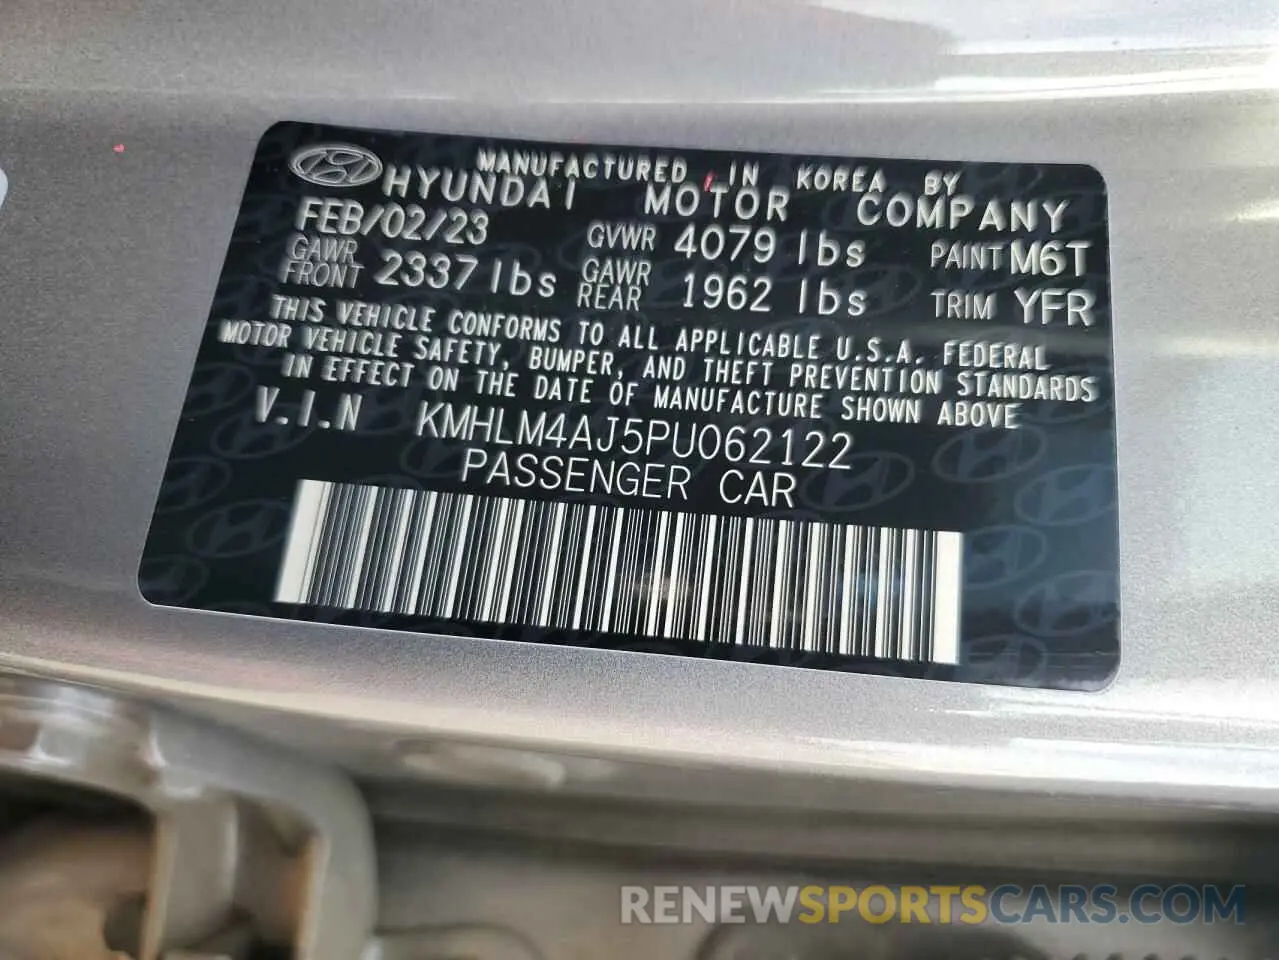 MANUFACTURED IN KOREA BY
HYUNDAI MOTOR COMPANY
FEB/02/23 GVWR 4079 lbs PAINT M6T
GAWR FRONT 2337 lbs GAWR REAR 1962 lbs TRIM YFR
THIS VEHICLE CONFORMS TO ALL APPLICABLE U.S.A. FEDERAL
MOTOR VEHICLE SAFETY, BUMPER, AND THEFT PREVENTION STANDARDS
IN EFFECT ON THE DATE OF MANUFACTURE SHOWN ABOVE
V.I.N KMHLM4AJ5PU062122
PASSENGER CAR
RENEWSPORTSCARS.COM